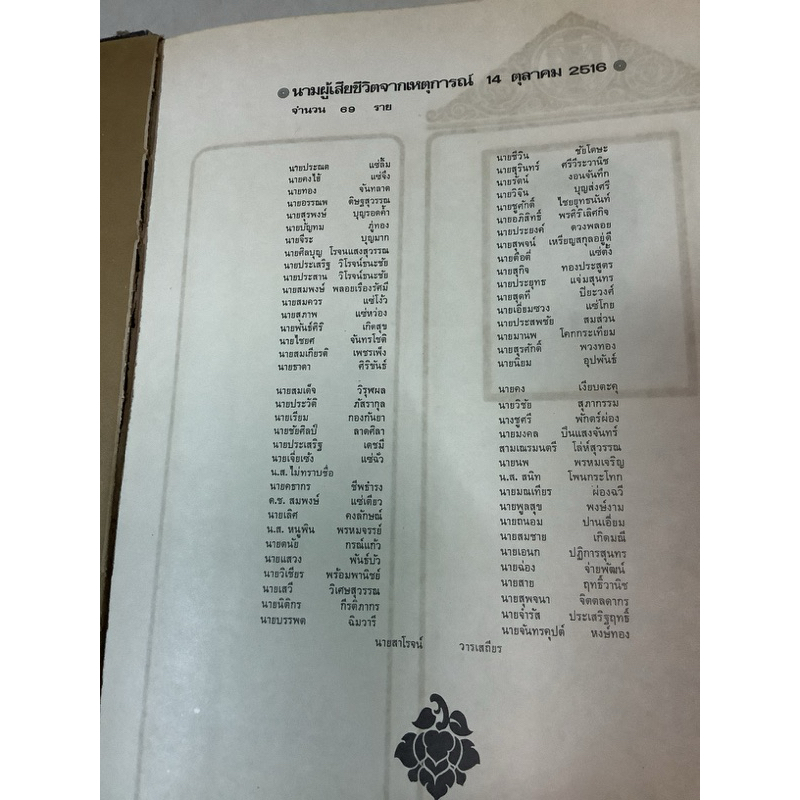 นามผู้เสียชีวิตจากเหตุการณ์ 14 ตุลาคม 2516
จำนวน 69 ราย
นายประณต แซ่ลิ้ม
นายคงไฮ้ แซ่จึง
นายทอง จันทลาด
นายอรรณพ ดิษฐสุวรรณ
นายสุรพงษ์ บุญรอดค้ำ
นายปัญทม ภู่ทอง
นายจีระ บุญมาก
นายศิลบุญ โรจนแสงสุวรรณ
นายประเสริฐ วิโรจน์ธนะชัย
นายประสาน วิโรจน์ธนะชัย
นายสมพงษ์ พลอยเรืองรัศมี
นายสมควร แซ่โง้ว
นายสุภาพ แซ่หว่อง
นายพันธ์ศิริ เกิดสุข
นายไชยศ จันทรโชติ
นายสมเกียรติ เพชรเพ็ง
นายธาดา ศิริขันธ์
นายสมเด็จ วิรุฬผล
นายประวัติ ภัสรากุล
นายเรียม กองกันยา
นายชัยศิลป์ ลาดศิลา
นายประเสริฐ เดชมี
นายเจี่ยเซ้ง แซ่ฉั่ว
น.ส. ไม่ทราบชื่อ
นายคธากร ชีพธำรง
ด.ช. สมพงษ์ แซ่เตียว
นายเลิศ คงลักษณ์
น.ส. หนูพิน พรหมจรรย์
นายดนัย กรณ์แก้ว
นายแสวง พันธ์บัว
นายวิเชียร พร้อมพานิชย์
นายเสวี วิเศษสุวรรณ
นายนิติกร กีรติภากร
นายบรรพต ฉิมวารี
นายชีวิน ชัยโตษะ
นายสุรินทร์ ศรีวีระวานิช
นายรัตน์ งอนจันทึก
นายวิจิน บุญส่งศรี
นายชูศักดิ์ ไชยยุทธนันท์
นายอภิสิทธิ์ พรศิริเลิศกิจ
นายประยงค์ ดวงพลอย
นายสุพจน์ เหรียญสกุลอยู่ดี
นายตือตี๋ แซ่ตั้ง
นายสุกิจ ทองประสูตร
นายประยุทธ แจ่มสุนทร
นายสุดที ปิยะวงศ์
นายเอี่ยมซวง แซ่โกย
นายประสพชัย สมส่วน
นายมานพ โคกกระเทียม
นายสุรศักดิ์ พวงทอง
นายนิยม อุปพันธ์
นายคง เงียบตะคุ
นายวิชัย สุภากรรม
นางชูศรี พักตร์ผ่อง
นายมงคล ปิ่นแสงจันทร์
สามเณรมนตรี โล่ห์สุวรรณ
นายนพ พรหมเจริญ
น.ส. สนิท โพนกระโทก
นายมณเฑียร ผ่องฉวี
นายพูลสุข พงษ์งาม
นายถนอม ปานเอี่ยม
นายสมชาย เกิดมณี
นายเอนก ปฏิการสุนทร
นายฉ่อง จ่ายพัฒน์
นายสาย ฤทธิ์วานิช
นายสุพจนา จิตตลดากร
นายจำรัส ประเสริฐฤทธิ์
นายจันทรคุปต์ หงษ์ทอง
นายสาโรจน์ วารเสถียร